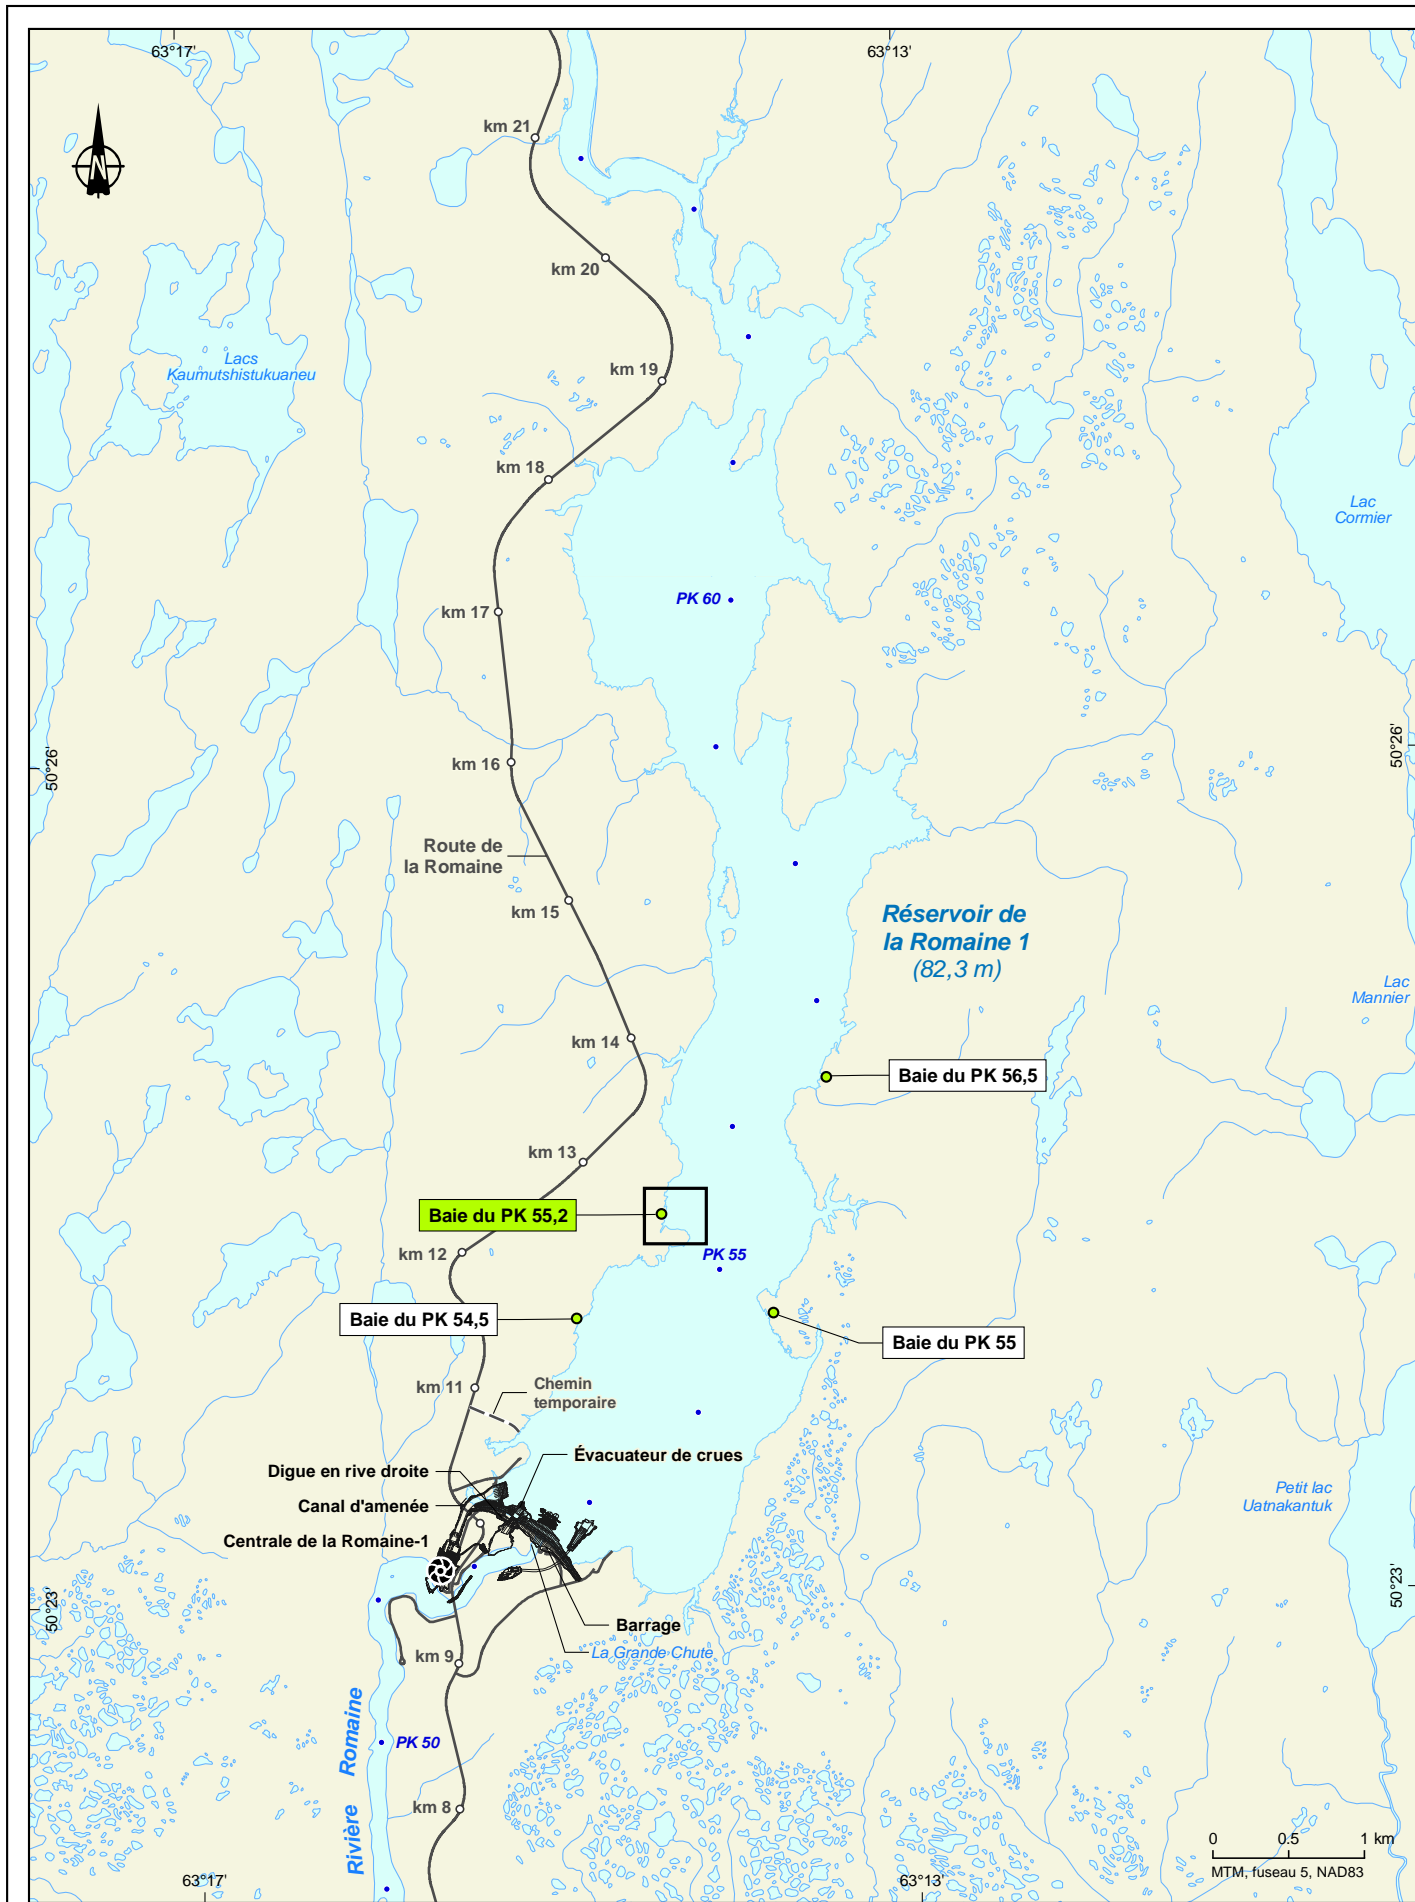 63°17'
63°13'
km 21
km 20
Lacs
Kaumutshistukuaneu
km 19
km 18
Lac
Cormier
PK 60
km 17
50°26'
50°26'
km 16
Route de
la Romaine
km 15
Réservoir de
la Romaine 1
(82,3 m)
Lac
Mannier
km 14
Baie du PK 56,5
km 13
Baie du PK 55,2
km 12
PK 55
Baie du PK 54,5
Baie du PK 55
km 11
Chemin
temporaire
Évacuateur de crues
Digue en rive droite
Canal d'amenée
Centrale de la Romaine-1
Petit lac
Uatnakantuk
50°23'
50°23'
Barrage
La Grande Chute
km 9
Rivière Romaine
PK 50
km 8
0 0.5 1 km
MTM, fuseau 5, NAD83
63°17'
63°13'
N